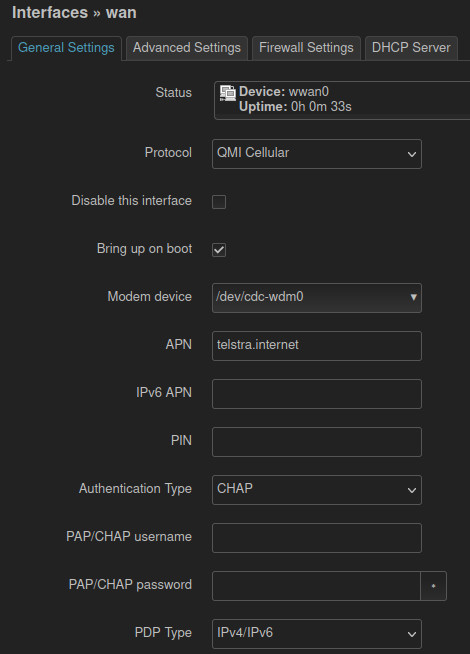 Interfaces » wan
General Settings
Advanced Settings
Firewall Settings
DHCP Server
Status
Device: wwan0
Uptime: 0h 0m 33s
Protocol
QMI Cellular
Disable this interface
Bring up on boot
Modem device
/dev/cdc-wdm0
APN
telstra.internet
IPv6 APN
PIN
Authentication Type
CHAP
PAP/CHAP username
PAP/CHAP password
PDP Type
IPv4/IPv6